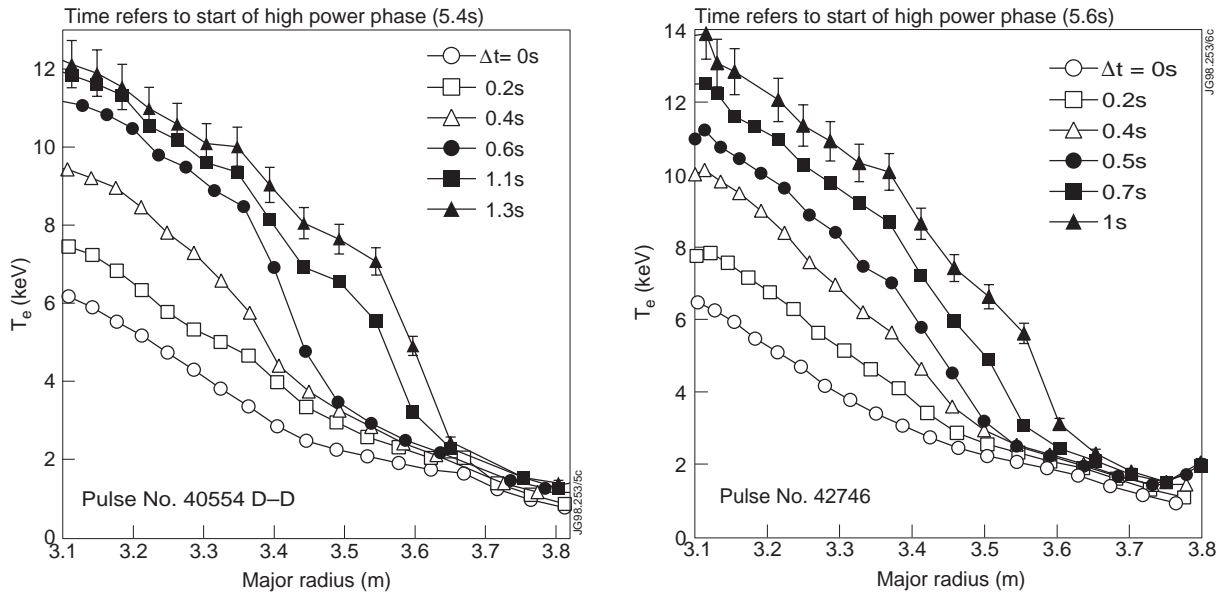 Time refers to start of high power phase (5.4s)
12
10
8
6
4
2
0
Te (keV)
Δt= 0s
0.2s
0.4s
0.6s
1.1s
1.3s
Pulse No. 40554 D–D
JG98.253/5c
3.1 3.2 3.3 3.4 3.5 3.6 3.7 3.8
Major radius (m)
Time refers to start of high power phase (5.6s)
14
12
10
8
6
4
2
0
Te (keV)
Δt = 0s
0.2s
0.4s
0.5s
0.7s
1s
Pulse No. 42746
JG98.253/6c
3.1 3.2 3.3 3.4 3.5 3.6 3.7 3.8
Major radius (m)